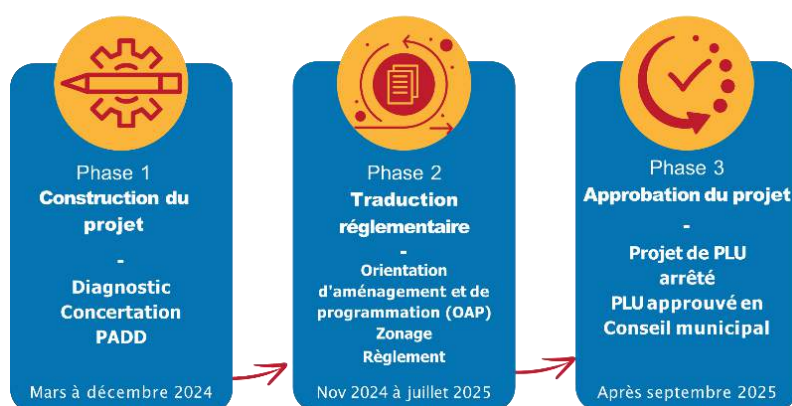 Phase 1
Construction du
projet
-
Diagnostic
Concertation
PADD
Mars à décembre 2024
Phase 2
Traduction
réglementaire
-
Orientation
d'aménagement et de
programmation (OAP)
Zonage
Règlement
Nov 2024 à juillet 2025
Phase 3
Approbation du projet
-
Projet de PLU
arrêté
PLU approuvé en
Conseil municipal
Après septembre 2025